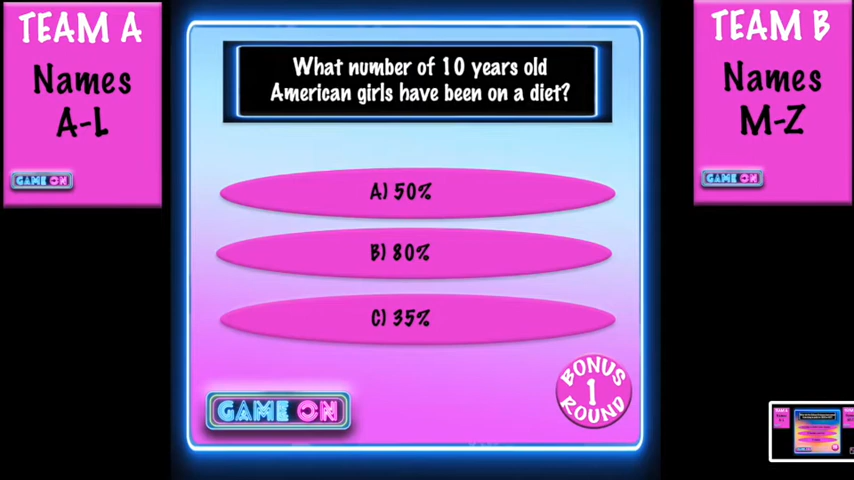 TEAM A
Names
A-L
GAME ON
What number of 10 years old
American girls have been on a diet?
A) 50%
B) 80%
C) 35%
GAME ON
BONUS
1
ROUND
TEAM B
Names
M-Z
GAME ON